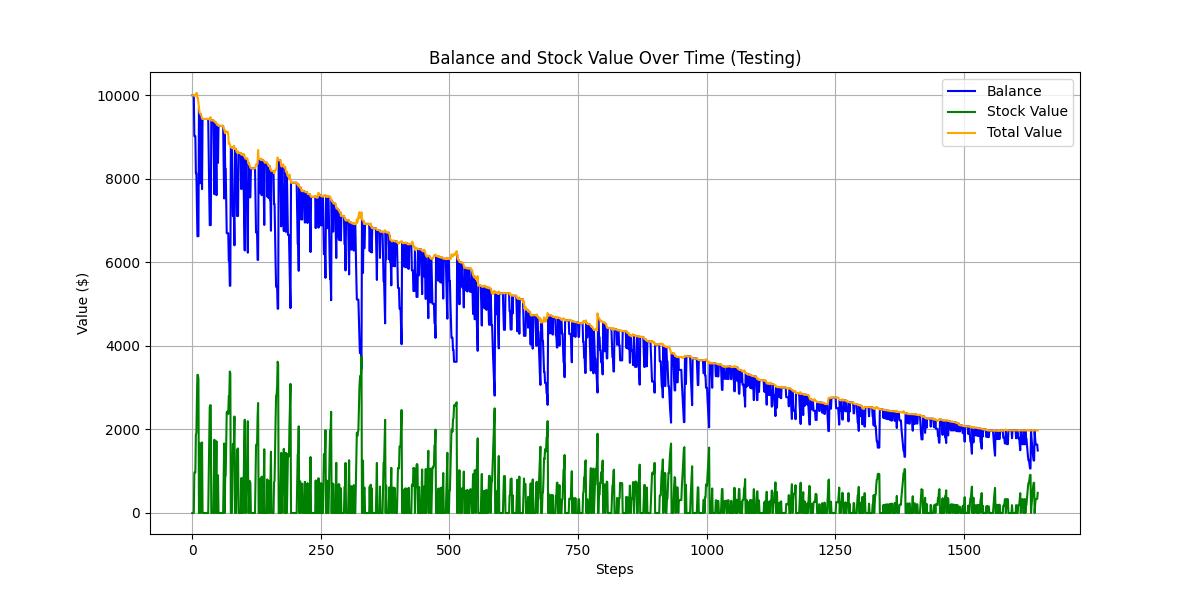 Balance and Stock Value Over Time (Testing)
Balance
Stock Value
Total Value
Value ($)
10000
8000
6000
4000
2000
0
0 250 500 750 1000 1250 1500
Steps